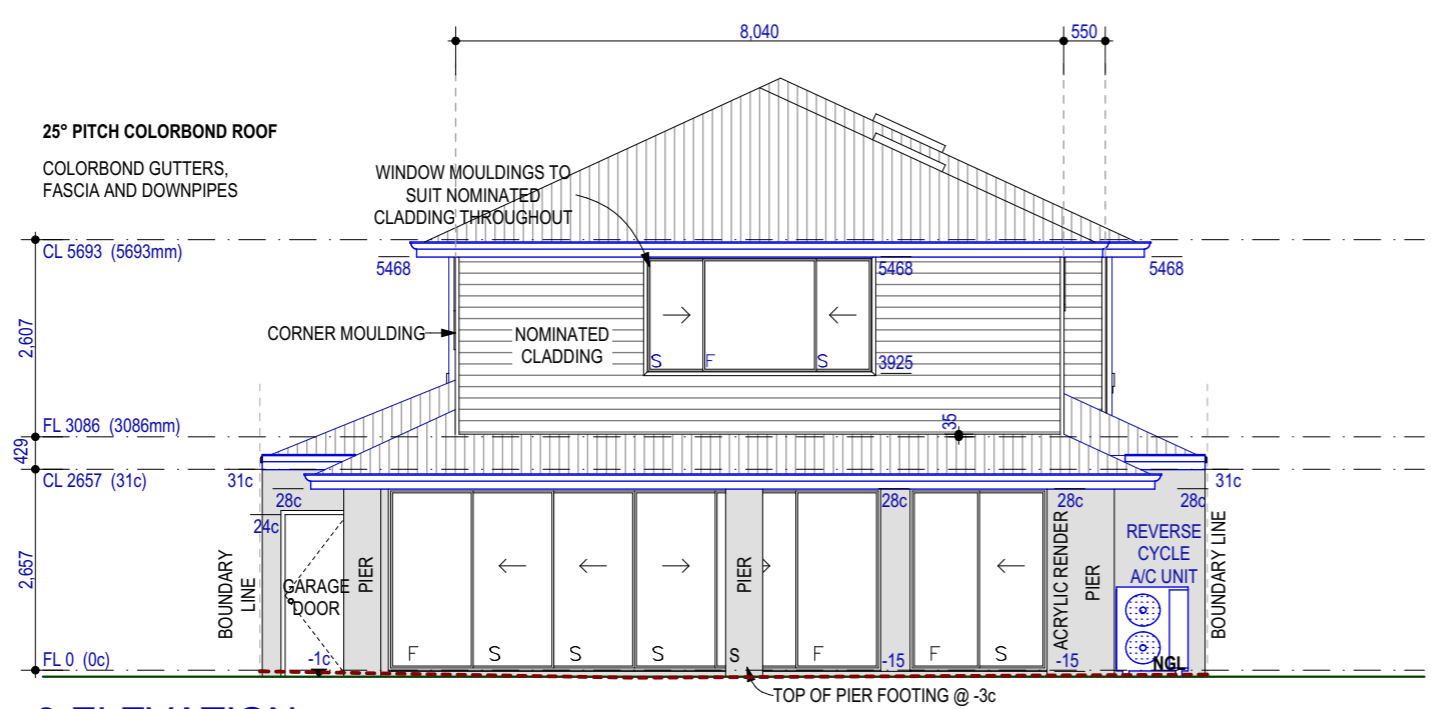 8,040
550
25° PITCH COLORBOND ROOF
COLORBOND GUTTERS,
FASCIA AND DOWNPIPES
WINDOW MOULDINGS TO
SUIT NOMINATED
CLADDING THROUGHOUT
CL 5693 (5693mm)
5468
5468
5468
2,607
CORNER MOULDING
NOMINATED
CLADDING
S
F
S
3925
FL 3086 (3086mm)
35
429
CL 2657 (31c)
31c
31c
28c
28c
28c
28c
24c
2,657
BOUNDARY
LINE
GARAGE
DOOR
PIER
PIER
ACRYLIC RENDER
PIER
REVERSE
CYCLE
A/C UNIT
BOUNDARY LINE
F
S
S
S
S
F
F
S
FL 0 (0c)
-1c
-15
-15
NGL
TOP OF PIER FOOTING @ -3c